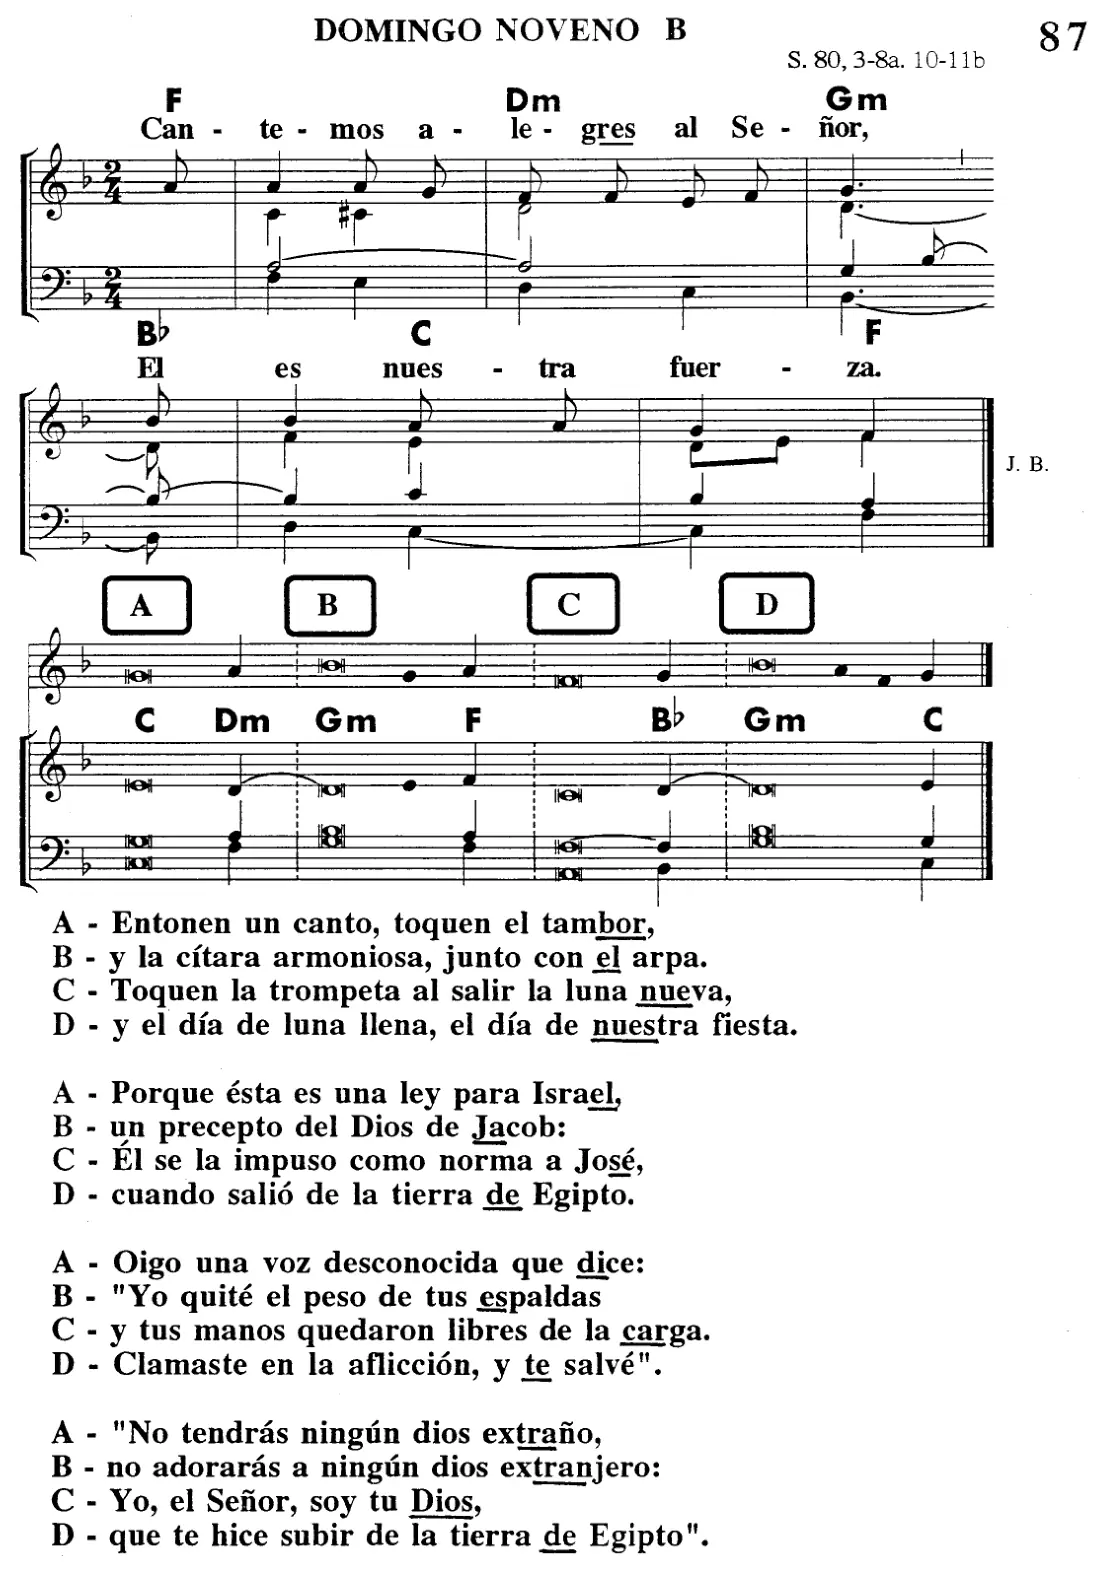 DOMINGO NOVENO B
87
S. 80, 3-8a. 10-11b
F Dm Gm
Can - te - mos a - le - gres al Se - ñor,
B♭ C F
El es nues - tra fuer - za.
J. B.
A B C D
C Dm Gm F B♭ Gm C
A - Entonen un canto, toquen el tambor,
B - y la cítara armoniosa, junto con el arpa.
C - Toquen la trompeta al salir la luna nueva,
D - y el día de luna llena, el día de nuestra fiesta.
A - Porque ésta es una ley para Israel,
B - un precepto del Dios de Jacob:
C - Él se la impuso como norma a José,
D - cuando salió de la tierra de Egipto.
A - Oigo una voz desconocida que dice:
B - "Yo quité el peso de tus espaldas
C - y tus manos quedaron libres de la carga.
D - Clamaste en la aflicción, y te salvé".
A - "No tendrás ningún dios extraño,
B - no adorarás a ningún dios extranjero:
C - Yo, el Señor, soy tu Dios,
D - que te hice subir de la tierra de Egipto".